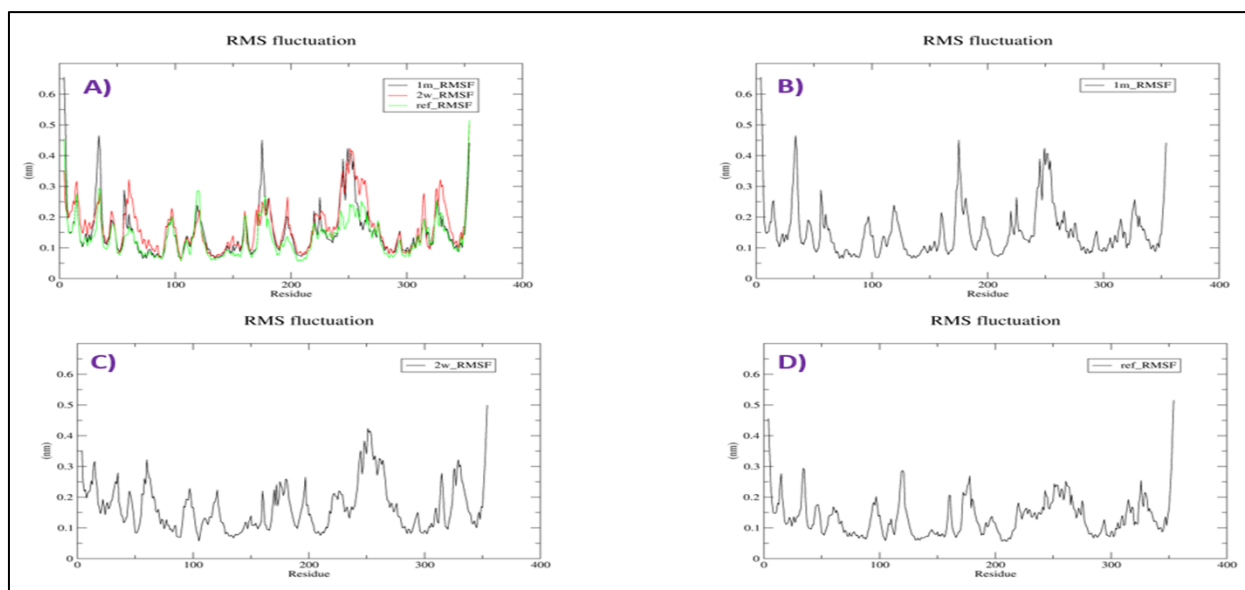 RMS fluctuation
A)
1m_RMSF
2w_RMSF
ref_RMSF
0.6
0.5
0.4
0.3
0.2
0.1
0
(nm)
0 100 200 300 400
Residue
RMS fluctuation
B)
1m_RMSF
0.6
0.5
0.4
0.3
0.2
0.1
0
(nm)
0 100 200 300 400
Residue
RMS fluctuation
C)
2w_RMSF
0.6
0.5
0.4
0.3
0.2
0.1
0
(nm)
0 100 200 300 400
Residue
RMS fluctuation
D)
ref_RMSF
0.6
0.5
0.4
0.3
0.2
0.1
0
(nm)
0 100 200 300 400
Residue